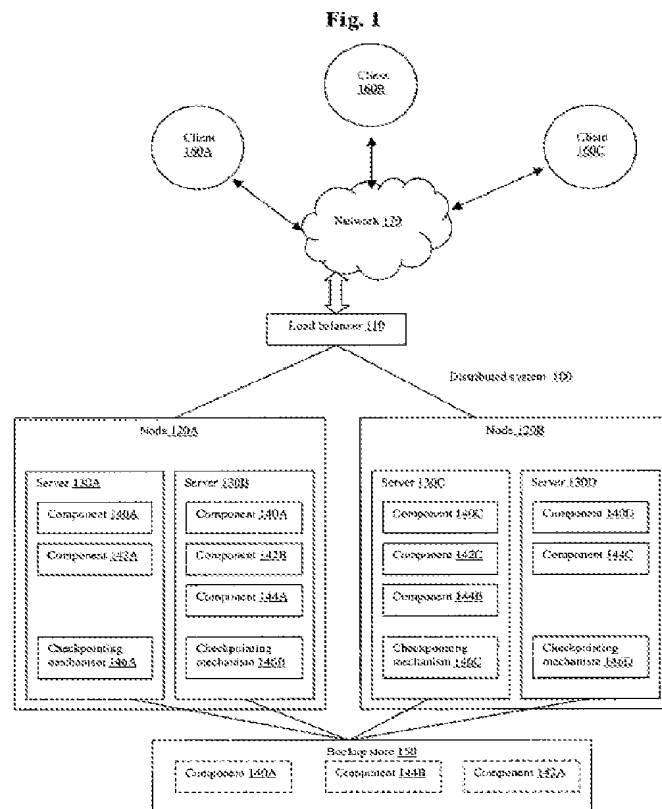 Fig. 1
Client
160B
Client
160A
Client
160C
Network 170
Load balancer 110
Distributed system 100
Node 120A
Node 120B
Server 130A
Server 130B
Server 130C
Server 130D
Component 140A
Component 140A
Component 140C
Component 140D
Component 142A
Component 142B
Component 142C
Component 144C
Component 144A
Component 144B
Checkpointing
mechanism 146A
Checkpointing
mechanism 146B
Checkpointing
mechanism 146C
Checkpointing
mechanism 146D
Backup store 150
Component 140A
Component 144B
Component 142A